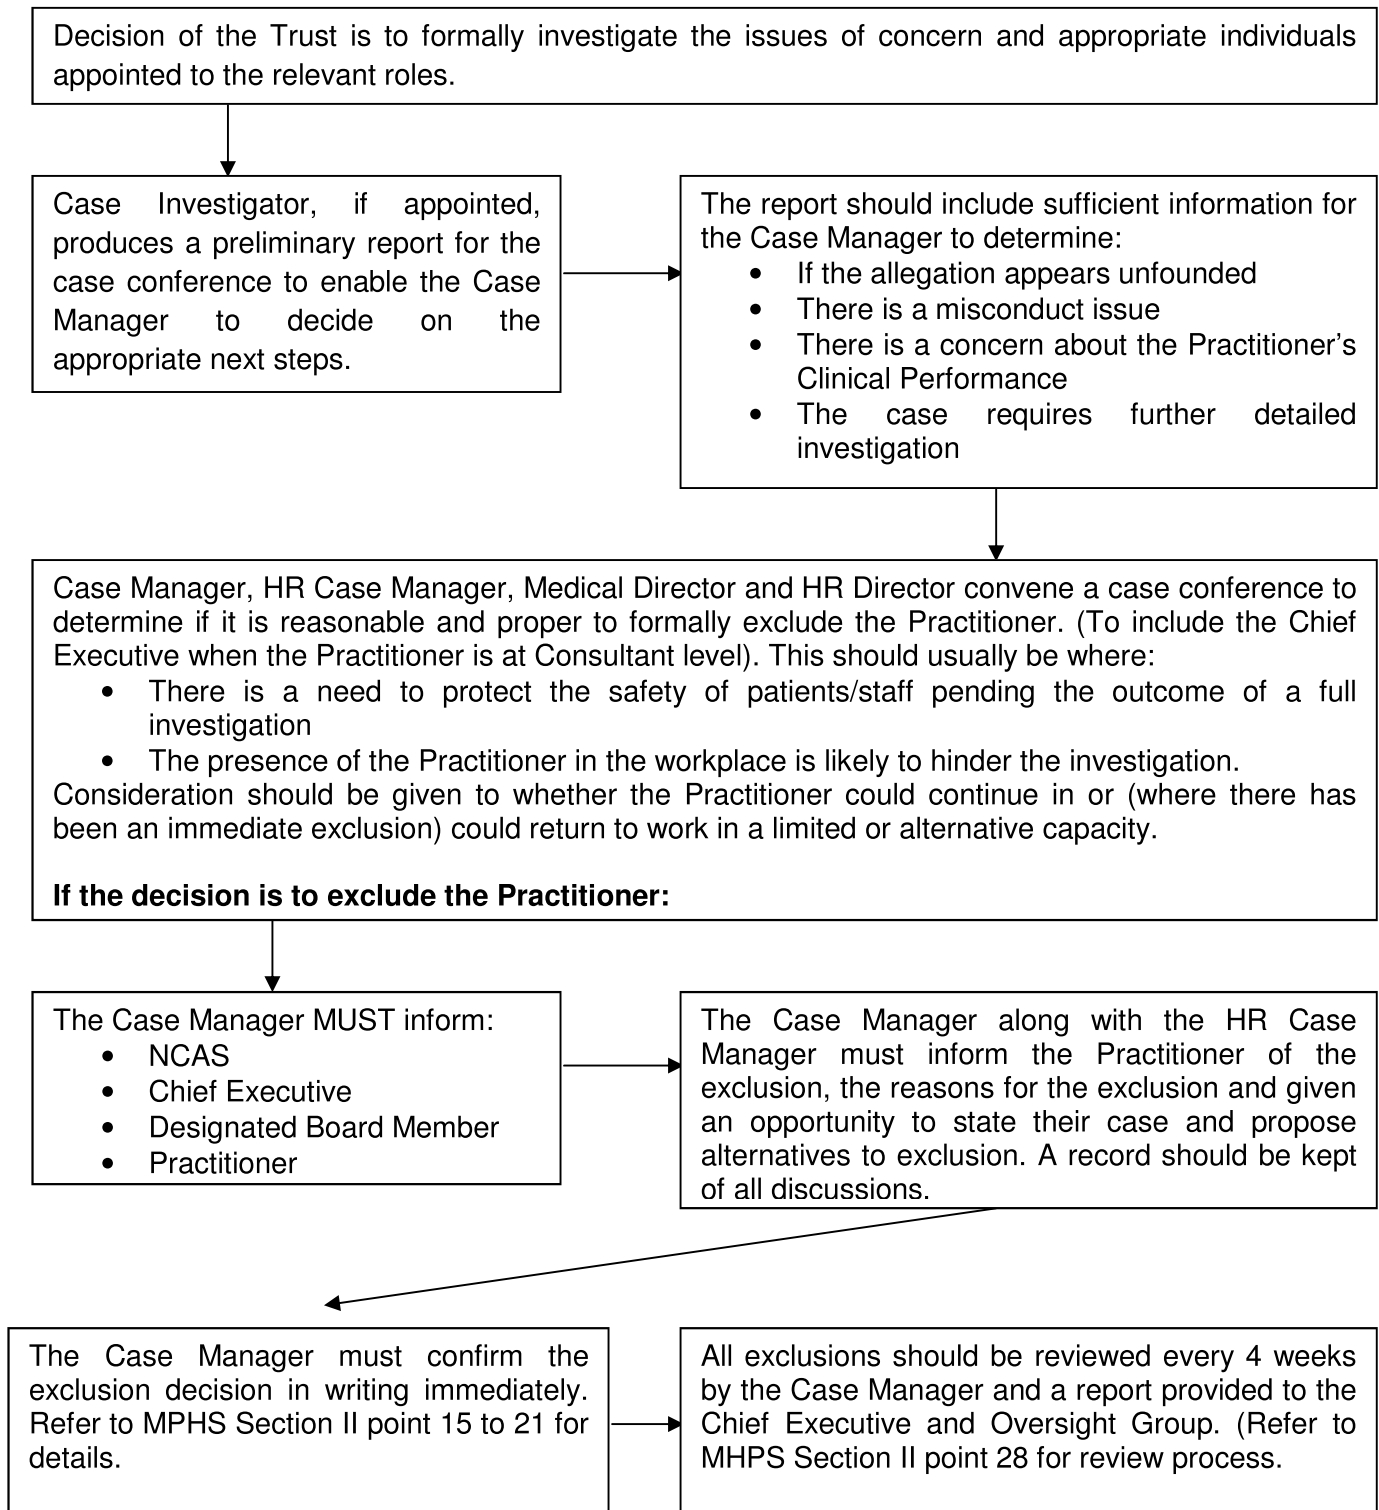 Decision of the Trust is to formally investigate the issues of concern and appropriate individuals
appointed to the relevant roles.
Case Investigator, if appointed,
produces a preliminary report for the
case conference to enable the Case
Manager to decide on the
appropriate next steps.
The report should include sufficient information for
the Case Manager to determine:
• If the allegation appears unfounded
• There is a misconduct issue
• There is a concern about the Practitioner’s
Clinical Performance
• The case requires further detailed
investigation
Case Manager, HR Case Manager, Medical Director and HR Director convene a case conference to
determine if it is reasonable and proper to formally exclude the Practitioner. (To include the Chief
Executive when the Practitioner is at Consultant level). This should usually be where:
• There is a need to protect the safety of patients/staff pending the outcome of a full
investigation
• The presence of the Practitioner in the workplace is likely to hinder the investigation.
Consideration should be given to whether the Practitioner could continue in or (where there has
been an immediate exclusion) could return to work in a limited or alternative capacity.
If the decision is to exclude the Practitioner:
The Case Manager MUST inform:
• NCAS
• Chief Executive
• Designated Board Member
• Practitioner
The Case Manager along with the HR Case
Manager must inform the Practitioner of the
exclusion, the reasons for the exclusion and given
an opportunity to state their case and propose
alternatives to exclusion. A record should be kept
of all discussions.
The Case Manager must confirm the
exclusion decision in writing immediately.
Refer to MPHS Section II point 15 to 21 for
details.
All exclusions should be reviewed every 4 weeks
by the Case Manager and a report provided to the
Chief Executive and Oversight Group. (Refer to
MHPS Section II point 28 for review process.